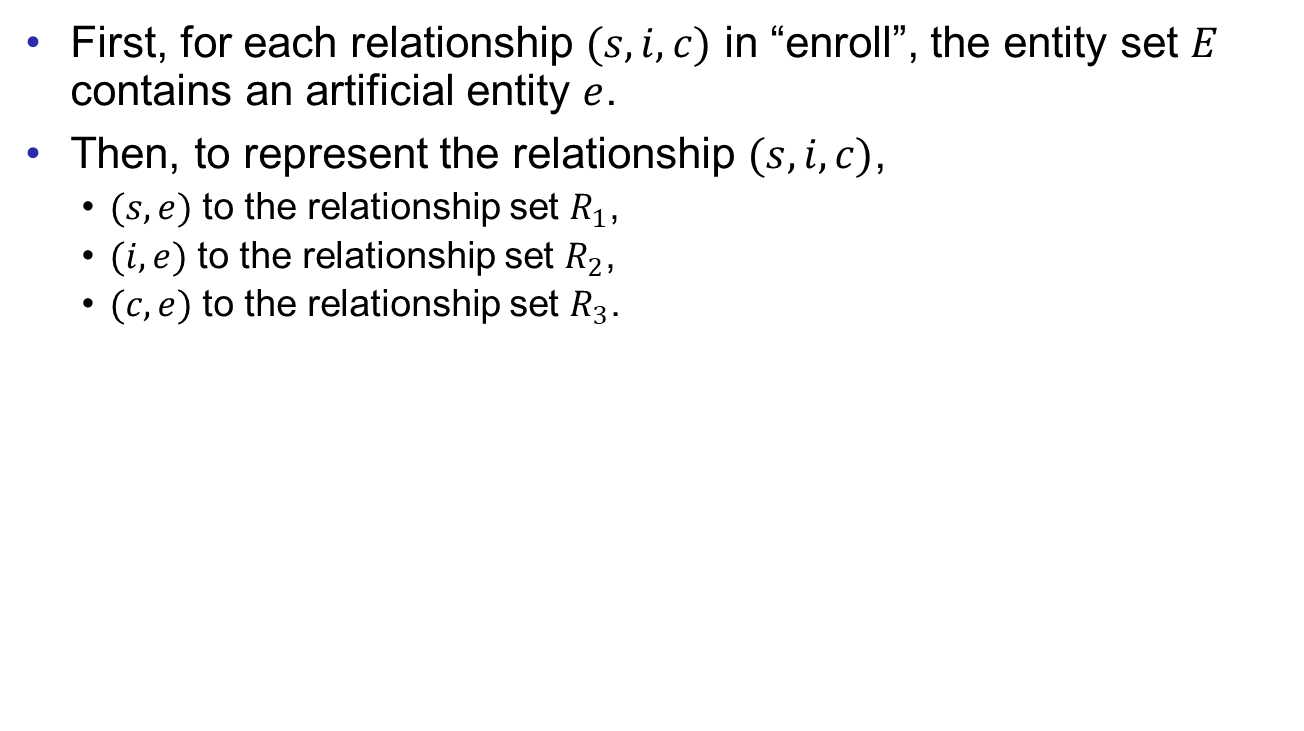 • First, for each relationship (s, i, c) in “enroll”, the entity set E
contains an artificial entity e.
• Then, to represent the relationship (s, i, c),
• (s, e) to the relationship set R₁,
• (i, e) to the relationship set R₂,
• (c, e) to the relationship set R₃.